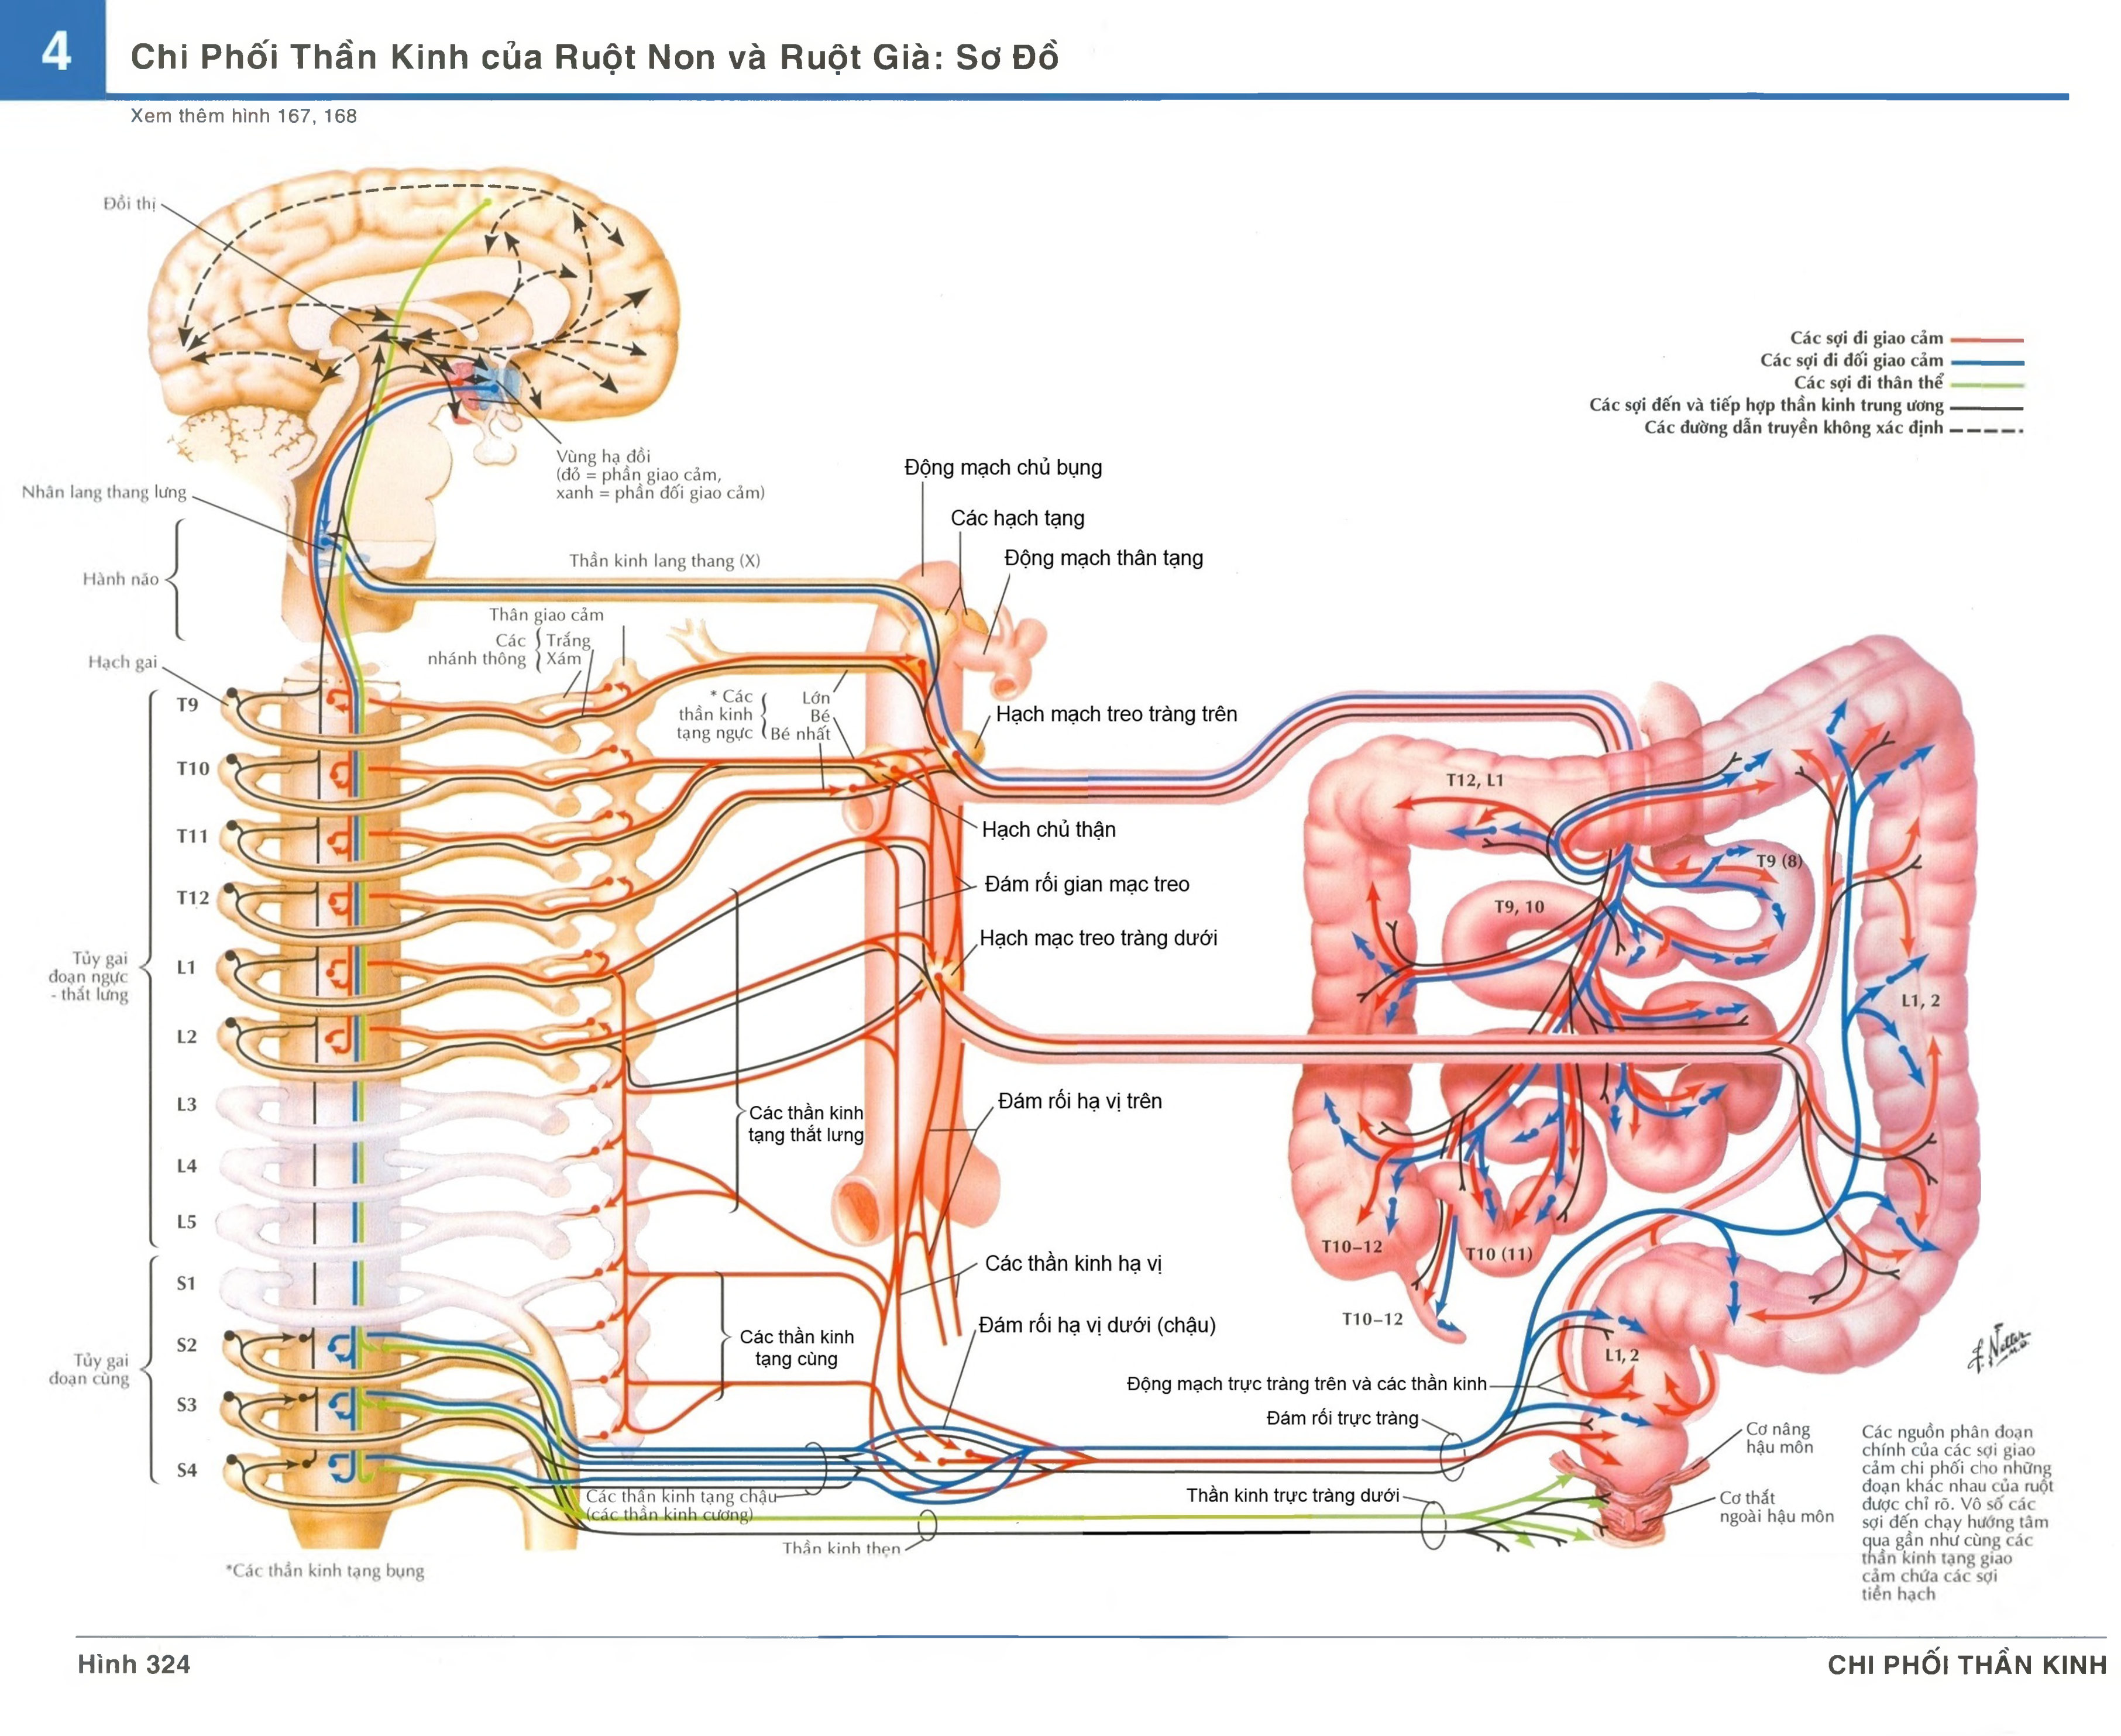 4
Chi Phối Thần Kinh của Ruột Non và Ruột Già: Sơ Đồ
Xem thêm hình 167, 168
Đồi thị
Các sợi đi giao cảm
Các sợi đi đối giao cảm
Các sợi đi thân thể
Các sợi đến và tiếp hợp thần kinh trung ương
Các đường dẫn truyền không xác định
Vùng hạ đồi
(đỏ = phần giao cảm,
xanh = phần đối giao cảm)
Nhân lang thang lưng
Hành não
Động mạch chủ bụng
Các hạch tạng
Động mạch thân tạng
Thần kinh lang thang (X)
Thân giao cảm
Các nhánh thông
Trắng
Xám
Hạch gai
* Các
thần kinh
tạng ngực
Lớn
Bé
Bé nhất
Hạch mạch treo tràng trên
Hạch chủ thận
Đám rối gian mạc treo
Hạch mạc treo tràng dưới
T9
T10
T11
T12
L1
L2
L3
L4
L5
S1
S2
S3
S4
Tủy gai
đoạn ngực
- thắt lưng
Tủy gai
đoạn cùng
Các thần kinh
tạng thắt lưng
Đám rối hạ vị trên
Các thần kinh hạ vị
Đám rối hạ vị dưới (chậu)
Các thần kinh
tạng cùng
T12, L1
T9 (8)
T9, 10
L1, 2
T10–12
T10 (11)
T10–12
L1, 2
Động mạch trực tràng trên và các thần kinh
Đám rối trực tràng
Thần kinh trực tràng dưới
Các thần kinh tạng chậu
(các thần kinh cương)
Thần kinh thẹn
*Các thần kinh tạng bụng
Cơ nâng
hậu môn
Cơ thắt
ngoài hậu môn
Các nguồn phân đoạn
chính của các sợi giao
cảm chi phối cho những
đoạn khác nhau của ruột
được chỉ rõ. Vô số các
sợi đến chạy hướng tâm
qua gần như cùng các
thần kinh tạng giao
cảm chứa các sợi
tiền hạch
F. Netter
M.D.
Hình 324
CHI PHỐI THẦN KINH